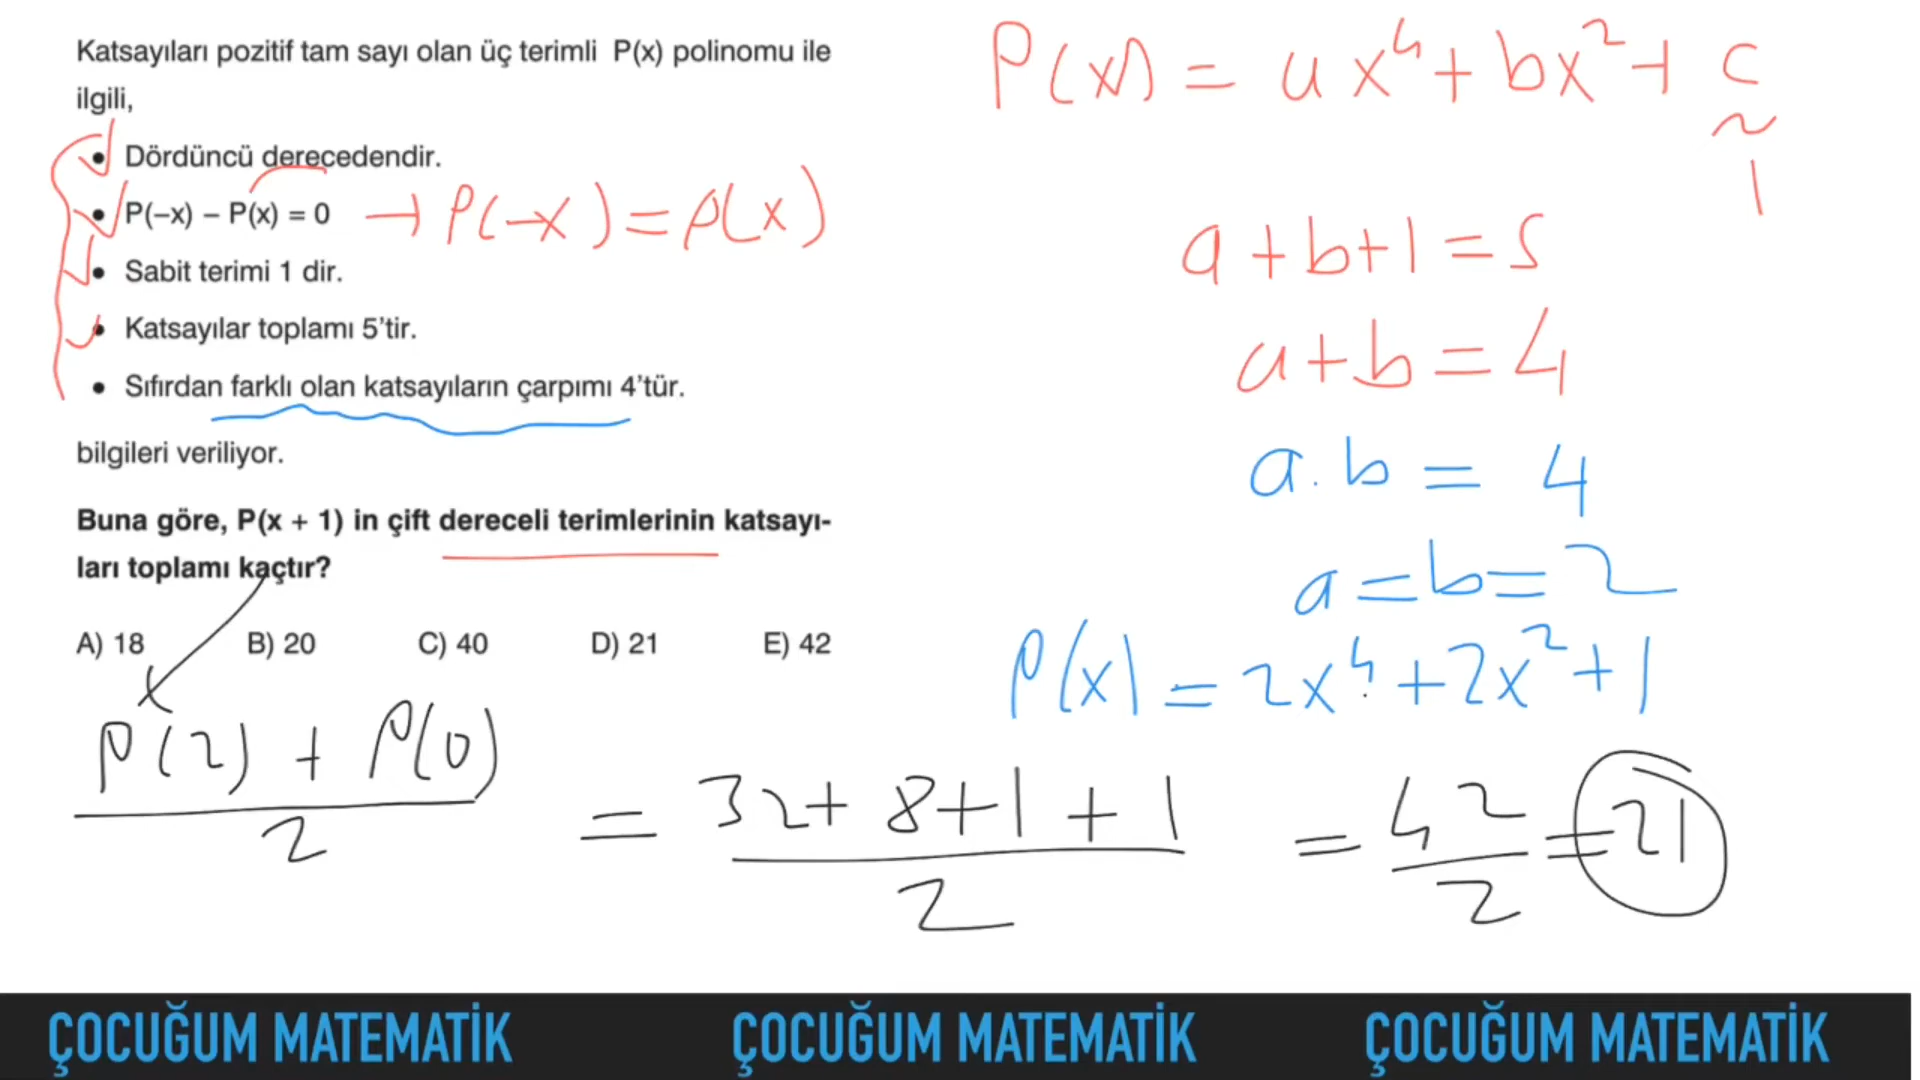 Katsayıları pozitif tam sayı olan üç terimli P(x) polinomu ile
ilgili,
• Dördüncü derecedendir.
• P(–x) – P(x) = 0 → P(-x) = P(x)
• Sabit terimi 1 dir.
• Katsayılar toplamı 5'tir.
• Sıfırdan farklı olan katsayıların çarpımı 4'tür.
bilgileri veriliyor.
Buna göre, P(x + 1) in çift dereceli terimlerinin katsayı-
ları toplamı kaçtır?
A) 18 B) 20 C) 40 D) 21 E) 42
P(x) = ax⁴ + bx² + c
1
a + b + 1 = 5
a + b = 4
a . b = 4
a = b = 2
P(x) = 2x⁴ + 2x² + 1
P(2) + P(0) / 2 = 32 + 8 + 1 + 1 / 2 = 42 / 2 = 21
ÇOCUĞUM MATEMATİK ÇOCUĞUM MATEMATİK ÇOCUĞUM MATEMATİK